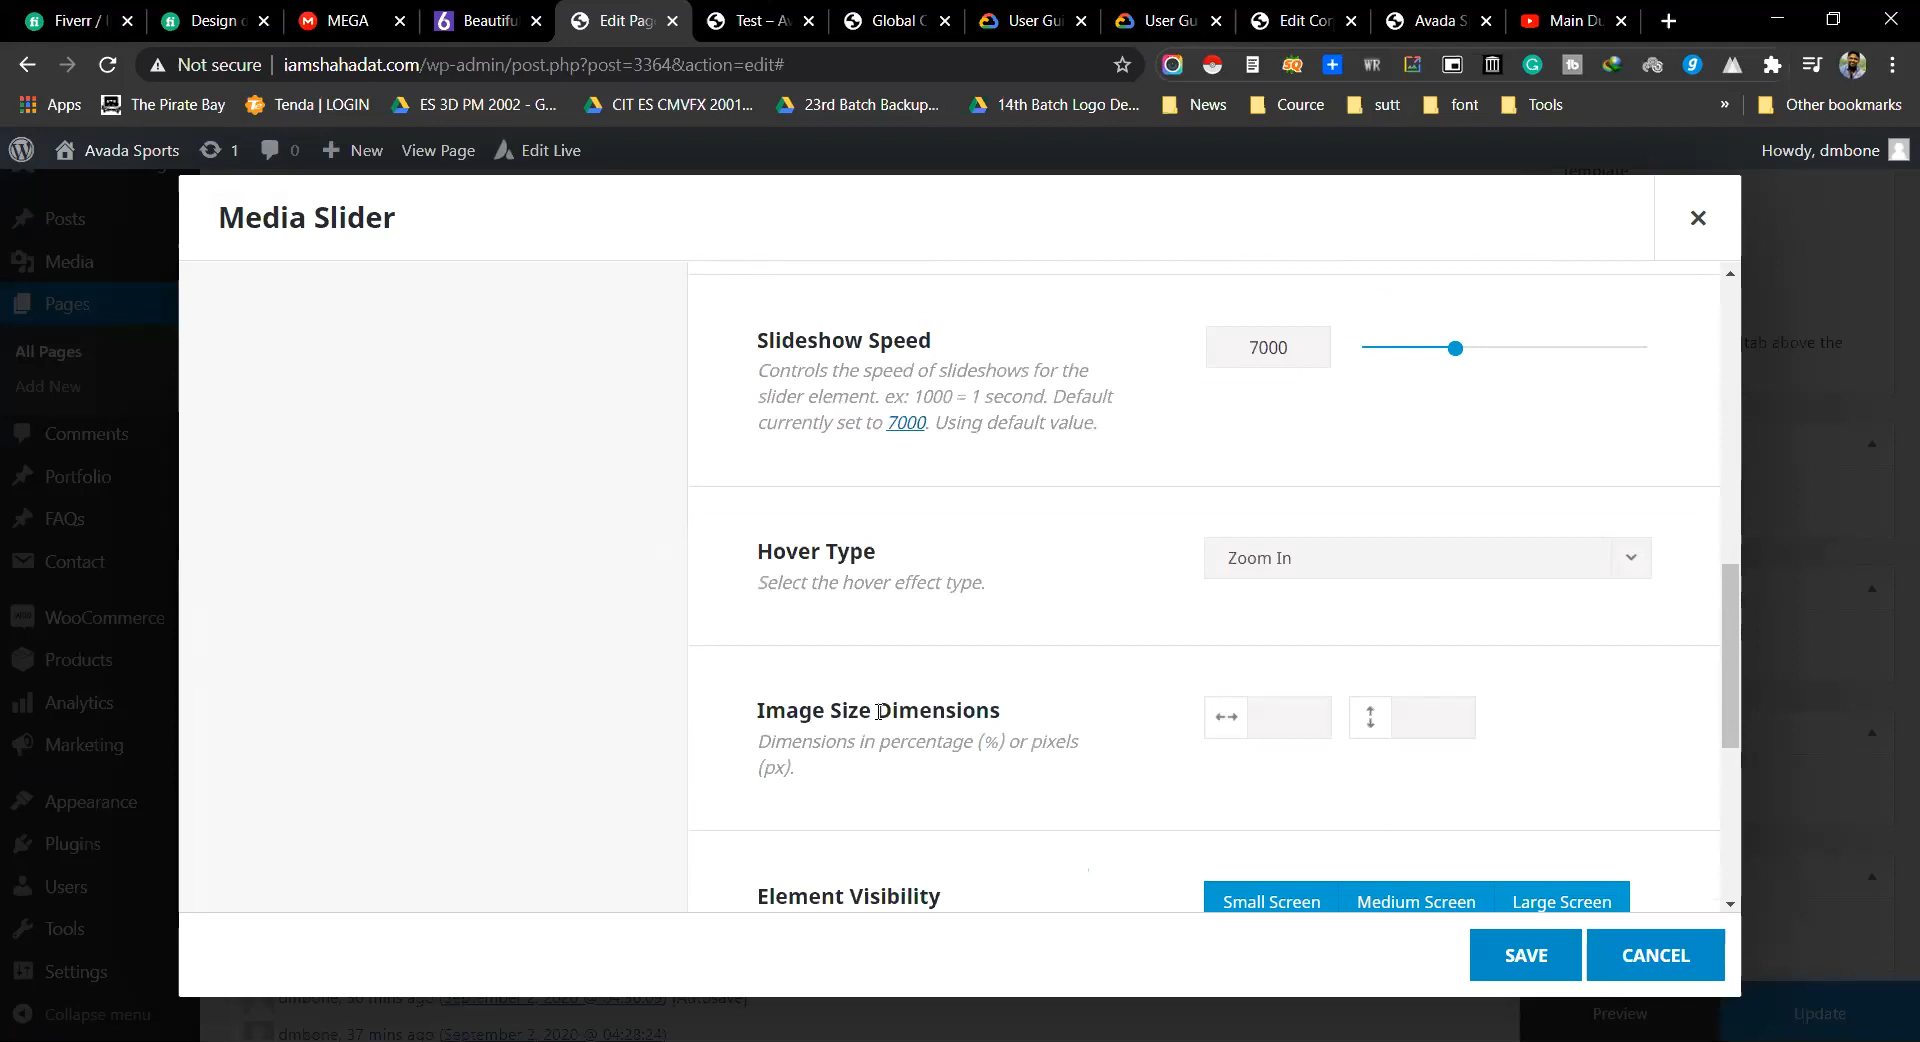 Fiverr /
Design o
MEGA
Beautifu
Edit Pag
Test – Av
Global C
User Gui
User Gui
Edit Cor
Avada S
Main Du
Not secure
iamshahadat.com/wp-admin/post.php?post=3364&action=edit#
Apps
The Pirate Bay
Tenda | LOGIN
ES 3D PM 2002 - G...
CIT ES CMVFX 2001...
23rd Batch Backup...
14th Batch Logo De...
News
Cource
sutt
font
Tools
»
Other bookmarks
Avada Sports
1
0
New
View Page
Edit Live
Howdy, dmbone
Template
Media Slider
Posts
Media
Pages
All Pages
Add New
Comments
Portfolio
FAQs
Contact
WooCommerce
Products
Analytics
Marketing
Appearance
Plugins
Users
Tools
Settings
Collapse menu
Slideshow Speed
Controls the speed of slideshows for the
slider element. ex: 1000 = 1 second. Default
currently set to 7000. Using default value.
7000
tab above the
Hover Type
Select the hover effect type.
Zoom In
Image Size Dimensions
Dimensions in percentage (%) or pixels
(px).
Element Visibility
Small Screen
Medium Screen
Large Screen
SAVE
CANCEL
dmbone, 37 mins ago (September 2, 2020 @ 04:28:24)
Preview
Update